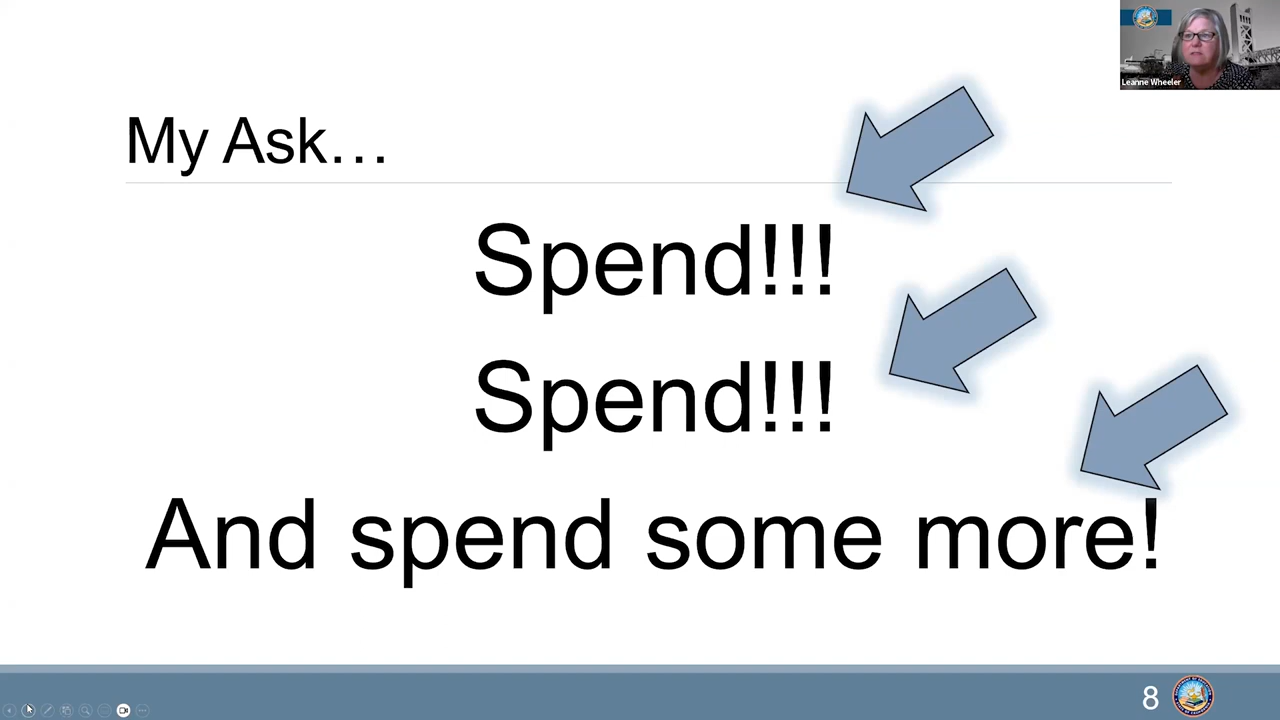 Leanne Wheeler
My Ask…
Spend!!!
Spend!!!
And spend some more!
8